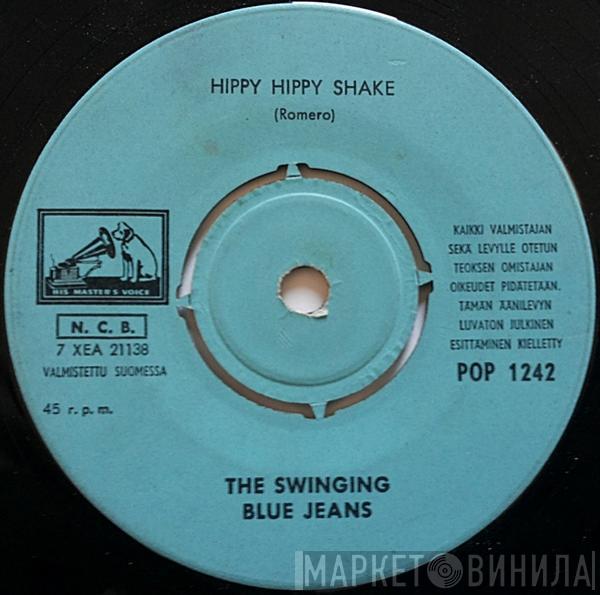 HIPPY HIPPY SHAKE
(Romero)
HIS MASTER'S VOICE
N. C. B.
7 XEA 21138
VALMISTETTU SUOMESSA
45 r. p. m.
KAIKKI VALMISTAJAN
SEKÄ LEVYLLE OTETUN
TEOKSEN OMISTAJAN
OIKEUDET PIDÄTETÄÄN.
TÄMÄN ÄÄNILEVYN
LUVATON JULKINEN
ESITTÄMINEN KIELLETTY
POP 1242
THE SWINGING
BLUE JEANS
МАРКЕТ ВИНИЛА